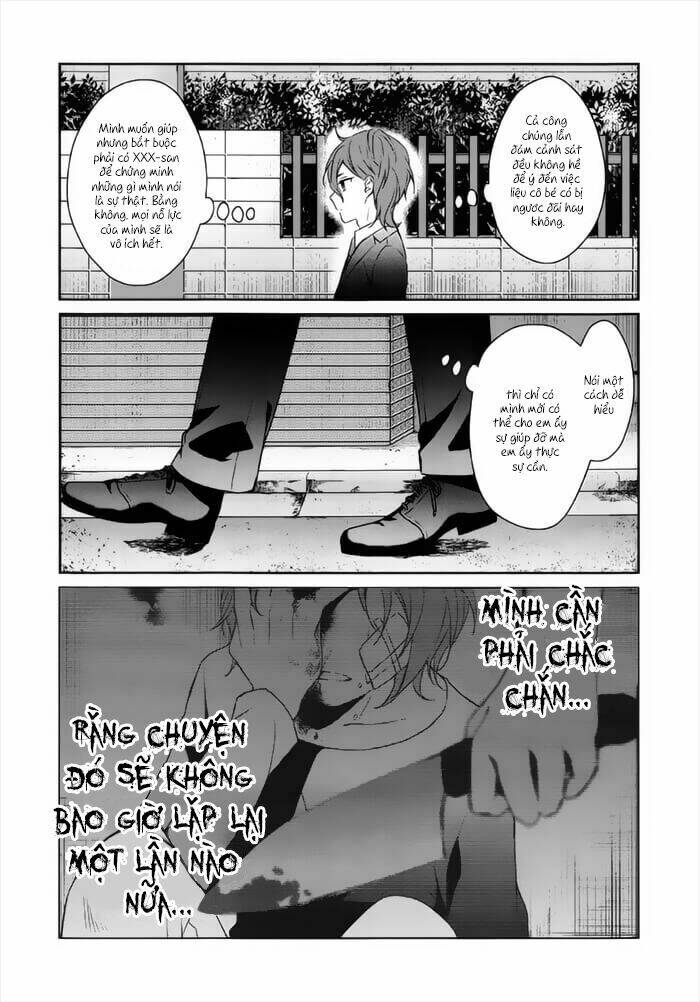 Cả công
chúng lẫn
đám cảnh sát
đều không hề
để ý đến việc
liệu cô bé có bị
ngược đãi hay
không.
Mình muốn giúp
nhưng bắt buộc
phải có XXX-san
để chứng minh
những gì mình nói
là sự thật. Bằng
không, mọi nỗ lực
của mình sẽ là
vô ích hết.
Nói một
cách dễ
hiểu
thì chỉ có
mình mới có
thể cho em ấy
sự giúp đỡ mà
em ấy thực
sự cần.
MÌNH CẦN
PHẢI CHẮC
CHẮN...
RẰNG CHUYỆN
ĐÓ SẼ KHÔNG
BAO GIỜ LẶP LẠI
MỘT LẦN NÀO
NỮA...